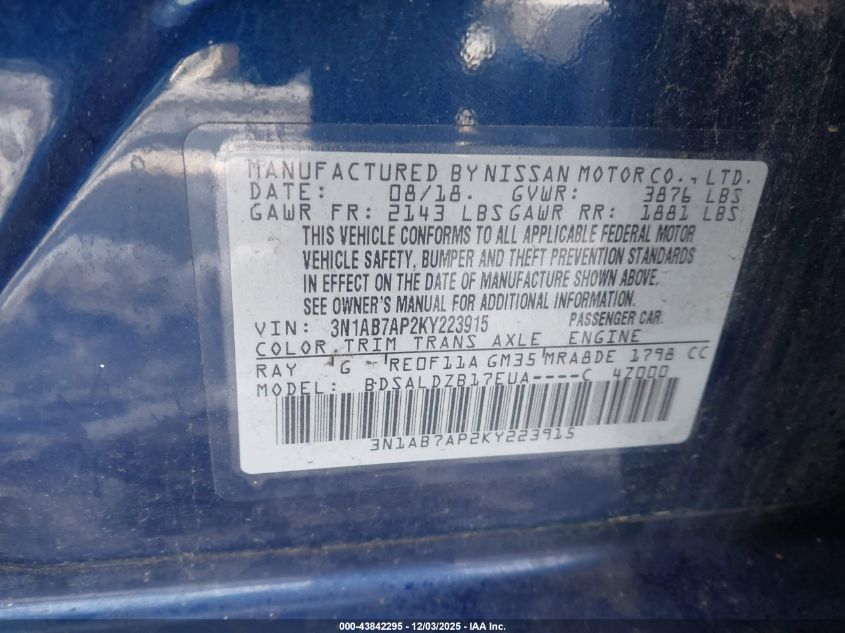 MANUFACTURED BY NISSAN MOTOR CO., LTD.
DATE: 08/18. GVWR: 3876 LBS
GAWR FR: 2143 LBS GAWR RR: 1881 LBS
THIS VEHICLE CONFORMS TO ALL APPLICABLE FEDERAL MOTOR
VEHICLE SAFETY, BUMPER AND THEFT PREVENTION STANDARDS
IN EFFECT ON THE DATE OF MANUFACTURE SHOWN ABOVE.
SEE OWNER'S MANUAL FOR ADDITIONAL INFORMATION.
VIN: 3N1AB7AP2KY223915 PASSENGER CAR.
COLOR TRIM TRANS AXLE ENGINE
RAY G RE0F11A GM35 MRA8DE 1798 CC
MODEL: BDSALDZB17EUA----C 4Z000
3N1AB7AP2KY223915
000-43842295 - 12/03/2025 - IAA Inc.